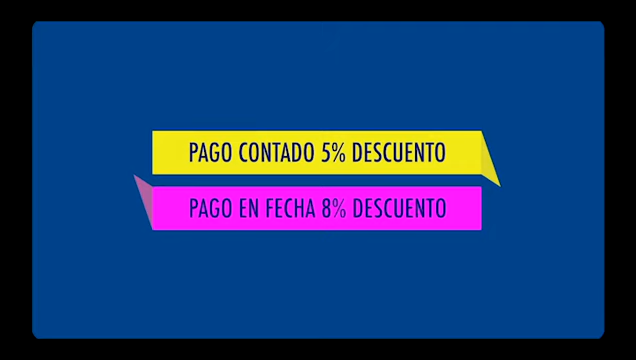 PAGO CONTADO 5% DESCUENTO
PAGO EN FECHA 8% DESCUENTO